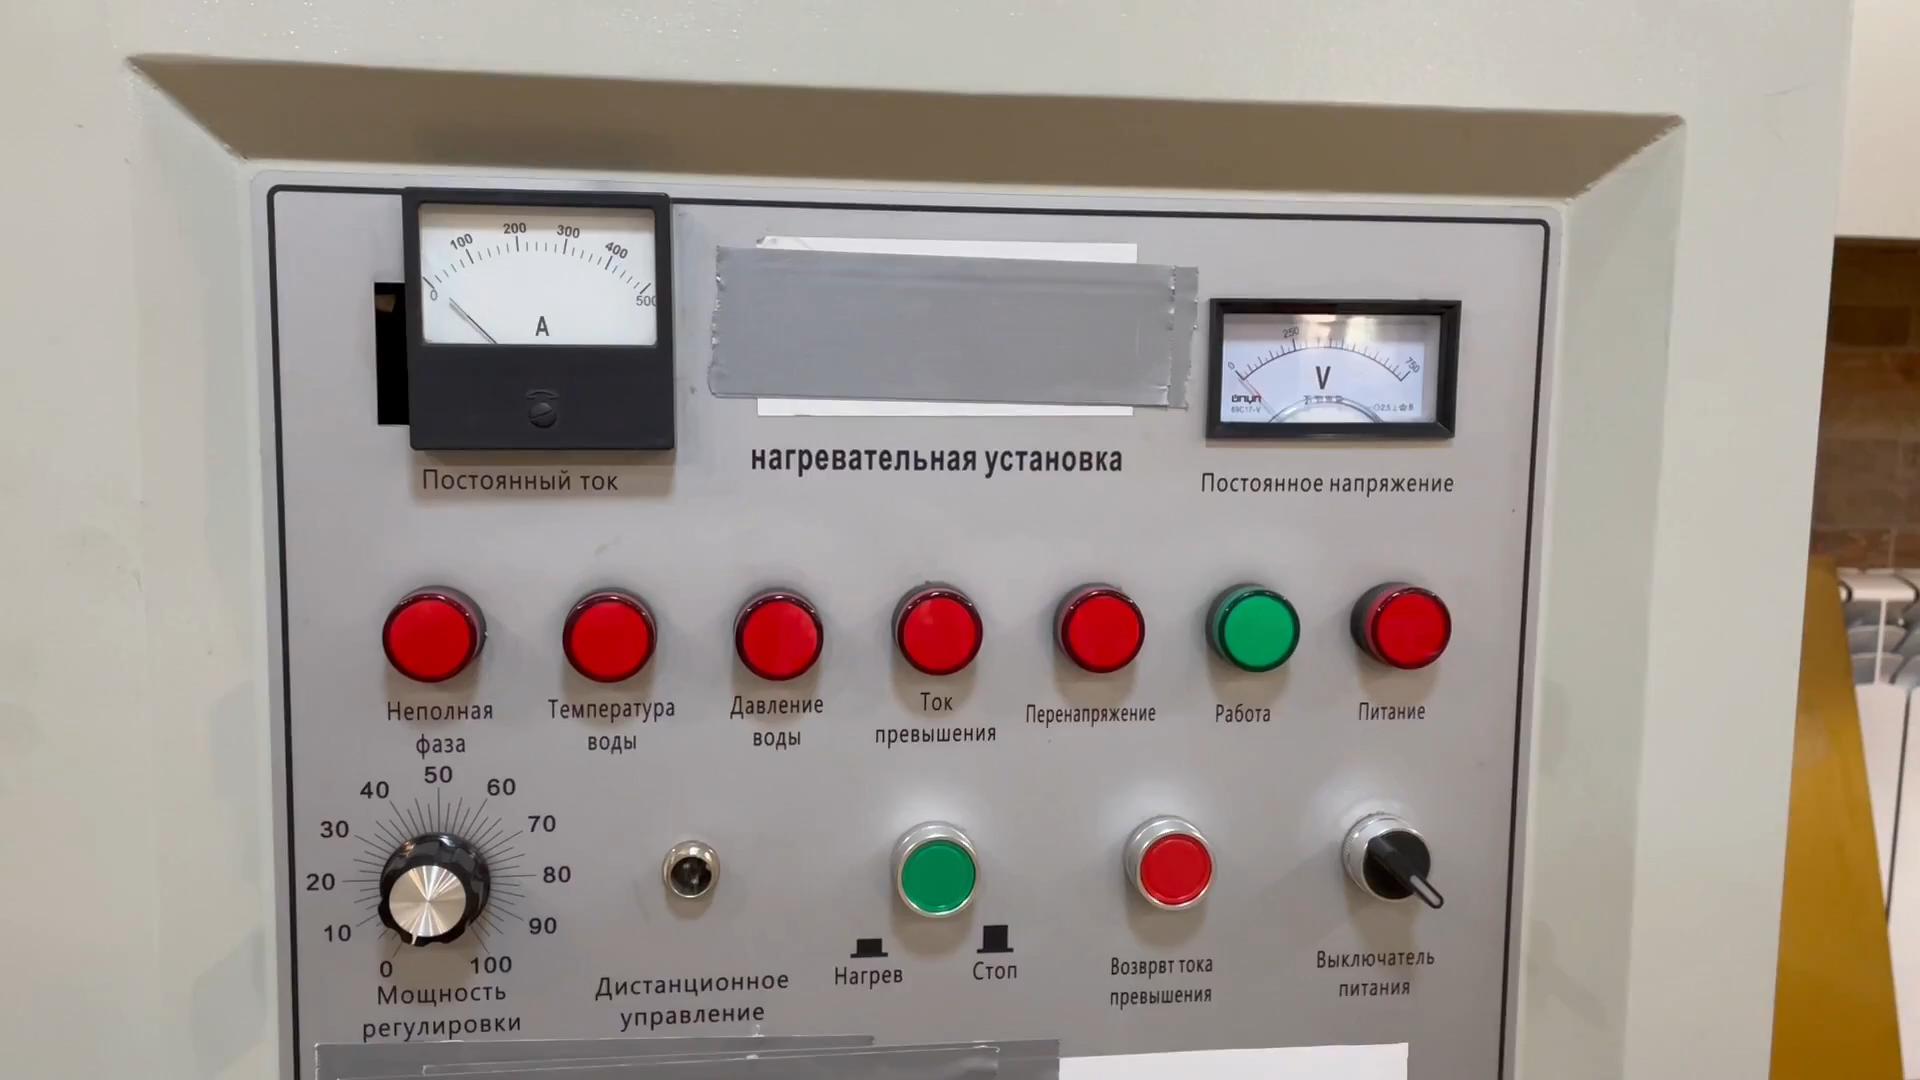 0 100 200 300 400 500
A
0 250 750
V
69C17-V
нагревательная установка
Постоянный ток
Постоянное напряжение
Неполная
фаза
Температура
воды
Давление
воды
Ток
превышения
Перенапряжение
Работа
Питание
0 10 20 30 40 50 60 70 80 90 100
Мощность
регулировки
Дистанционное
управление
Нагрев
Стоп
Возврвт тока
превышения
Выключатель
питания